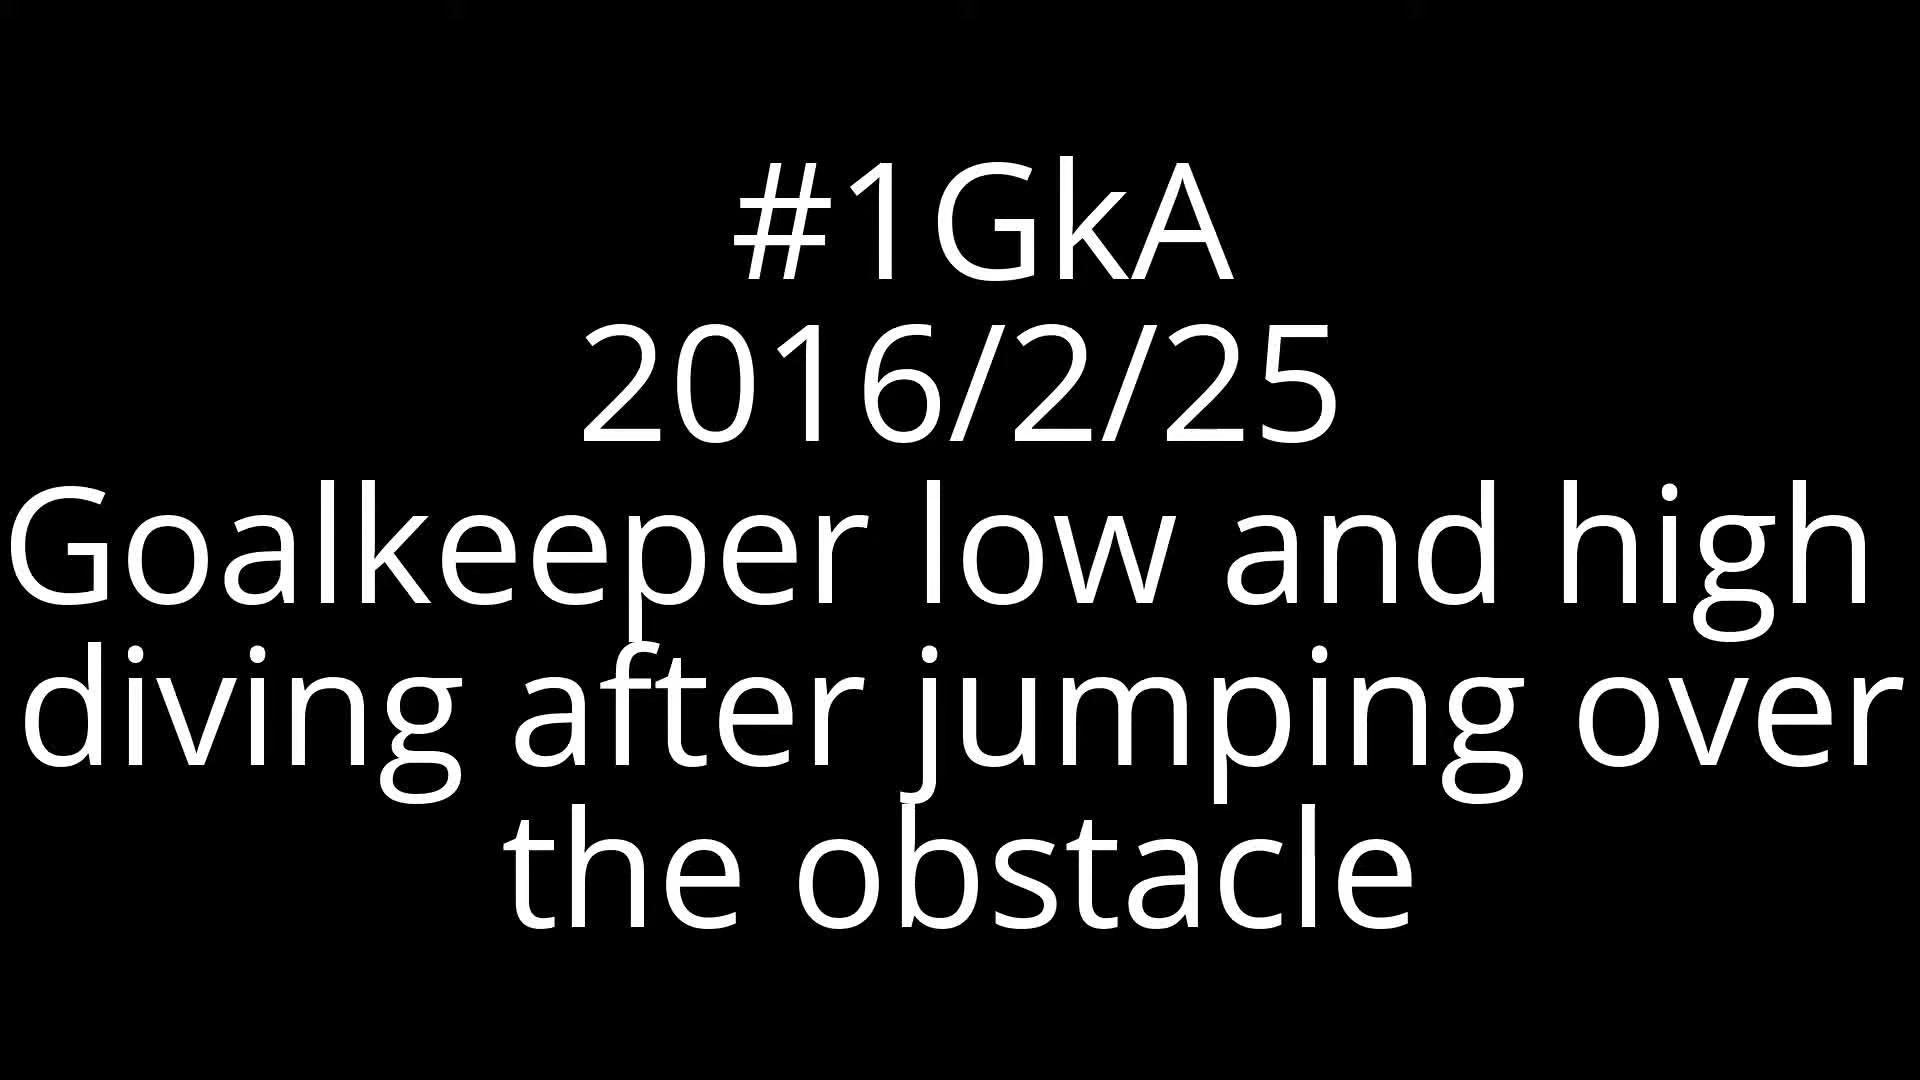 #1GkA
2016/2/25
Goalkeeper low and high
diving after jumping over
the obstacle